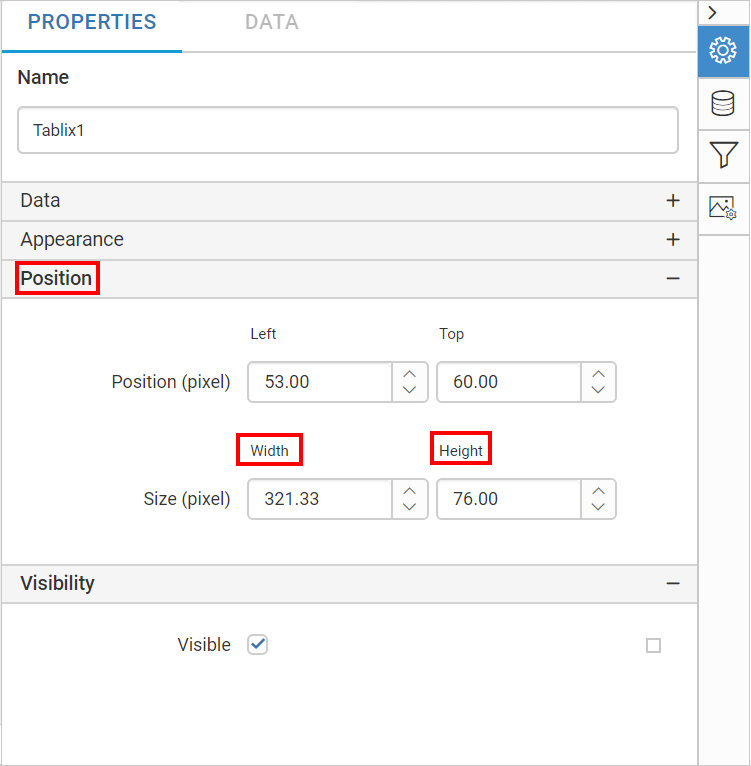 PROPERTIES DATA
Name
Tablix1
Data
Appearance
Position
Left Top
Position (pixel) 53.00 60.00
Width Height
Size (pixel) 321.33 76.00
Visibility
Visible